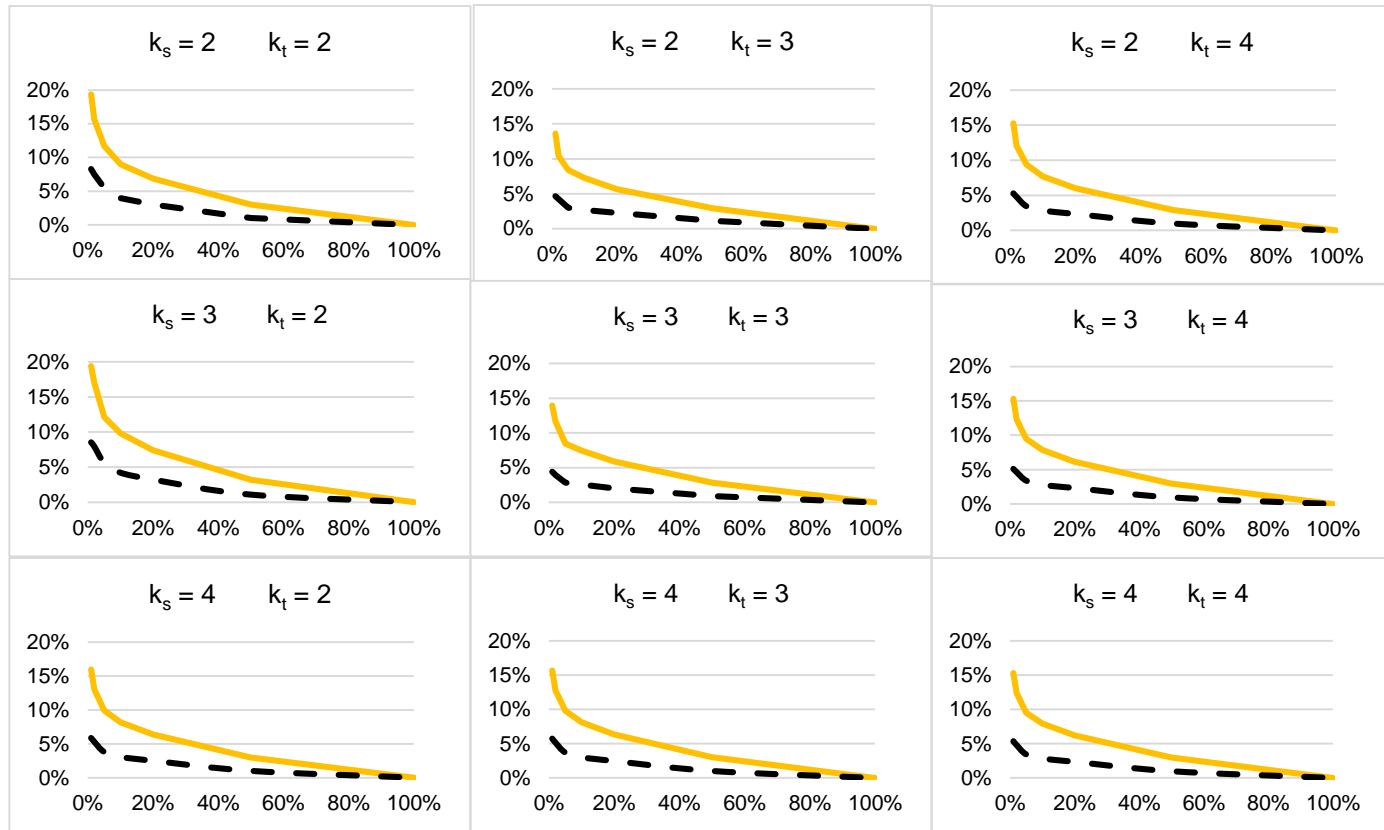 k_s = 2 k_t = 2
20%
15%
10%
5%
0%
0% 20% 40% 60% 80% 100%
k_s = 2 k_t = 3
20%
15%
10%
5%
0%
0% 20% 40% 60% 80% 100%
k_s = 2 k_t = 4
20%
15%
10%
5%
0%
0% 20% 40% 60% 80% 100%
k_s = 3 k_t = 2
20%
15%
10%
5%
0%
0% 20% 40% 60% 80% 100%
k_s = 3 k_t = 3
20%
15%
10%
5%
0%
0% 20% 40% 60% 80% 100%
k_s = 3 k_t = 4
20%
15%
10%
5%
0%
0% 20% 40% 60% 80% 100%
k_s = 4 k_t = 2
20%
15%
10%
5%
0%
0% 20% 40% 60% 80% 100%
k_s = 4 k_t = 3
20%
15%
10%
5%
0%
0% 20% 40% 60% 80% 100%
k_s = 4 k_t = 4
20%
15%
10%
5%
0%
0% 20% 40% 60% 80% 100%